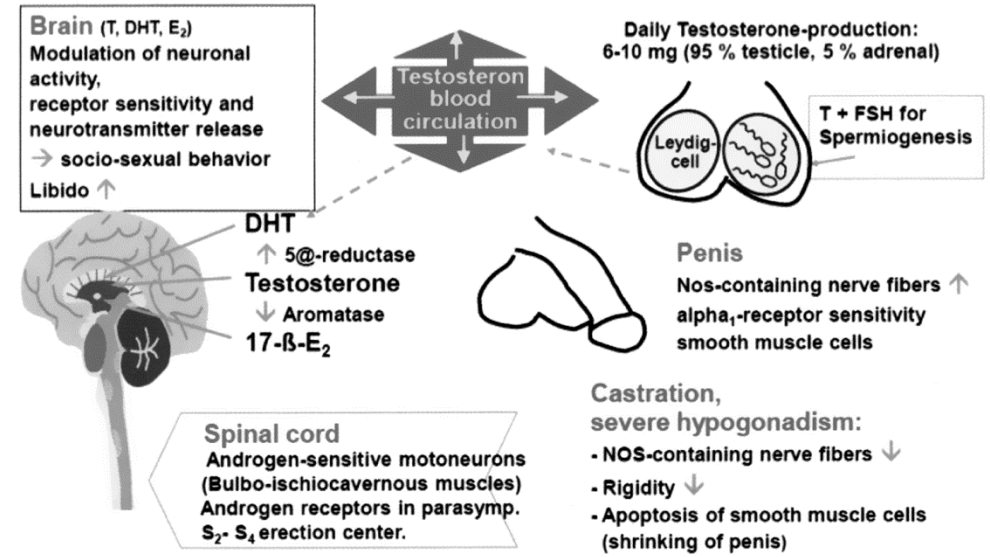 Brain (T, DHT, E₂)
Modulation of neuronal
activity,
receptor sensitivity and
neurotransmitter release
→ socio-sexual behavior
Libido ↑
Testosteron
blood
circulation
Daily Testosterone-production:
6-10 mg (95 % testicle, 5 % adrenal)
Leydig-
cell
T + FSH for
Spermiogenesis
DHT
↑ 5@-reductase
Testosterone
↓ Aromatase
17-ß-E₂
Penis
Nos-containing nerve fibers ↑
alpha₁-receptor sensitivity
smooth muscle cells
Spinal cord
Androgen-sensitive motoneurons
(Bulbo-ischiocavernous muscles)
Androgen receptors in parasymp.
S₂- S₄ erection center.
Castration,
severe hypogonadism:
- NOS-containing nerve fibers ↓
- Rigidity ↓
- Apoptosis of smooth muscle cells
(shrinking of penis)